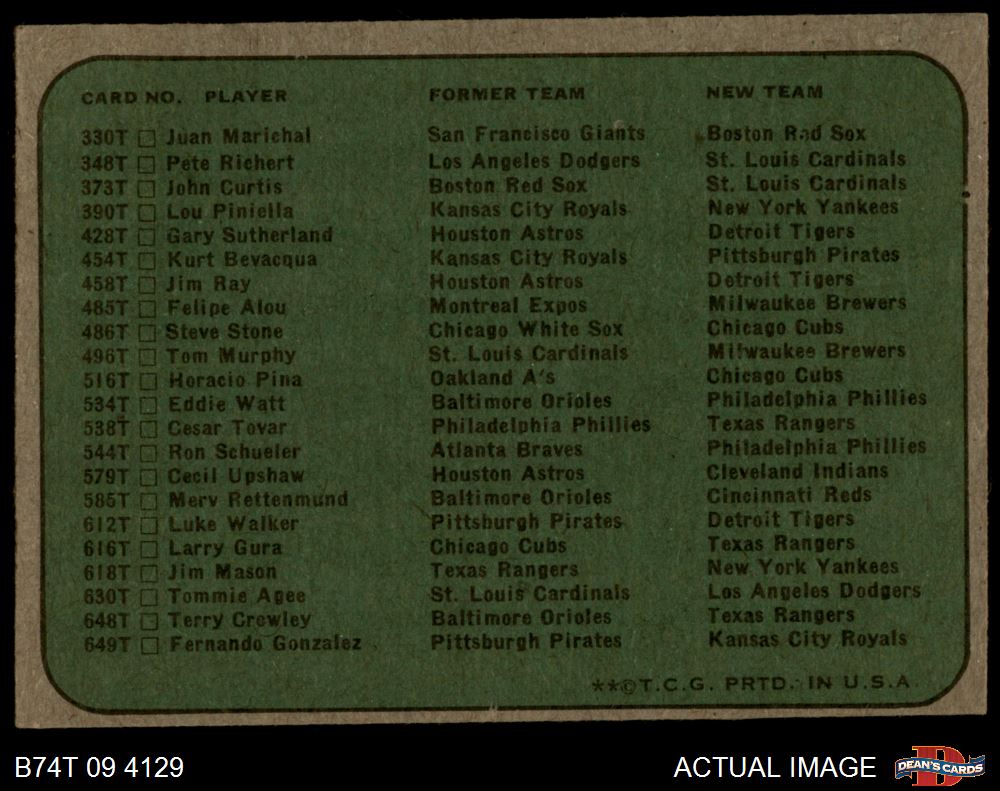 CARD NO. PLAYER FORMER TEAM NEW TEAM
330T Juan Marichal San Francisco Giants Boston Red Sox
348T Pete Richert Los Angeles Dodgers St. Louis Cardinals
373T John Curtis Boston Red Sox St. Louis Cardinals
390T Lou Piniella Kansas City Royals New York Yankees
428T Gary Sutherland Houston Astros Detroit Tigers
454T Kurt Bevacqua Kansas City Royals Pittsburgh Pirates
458T Jim Ray Houston Astros Detroit Tigers
485T Felipe Alou Montreal Expos Milwaukee Brewers
486T Steve Stone Chicago White Sox Chicago Cubs
496T Tom Murphy St. Louis Cardinals Milwaukee Brewers
516T Horacio Pina Oakland A's Chicago Cubs
534T Eddie Watt Baltimore Orioles Philadelphia Phillies
538T Cesar Tovar Philadelphia Phillies Texas Rangers
544T Ron Schueler Atlanta Braves Philadelphia Phillies
579T Cecil Upshaw Houston Astros Cleveland Indians
585T Merv Rettenmund Baltimore Orioles Cincinnati Reds
612T Luke Walker Pittsburgh Pirates Detroit Tigers
616T Larry Gura Chicago Cubs Texas Rangers
618T Jim Mason Texas Rangers New York Yankees
630T Tommie Agee St. Louis Cardinals Los Angeles Dodgers
648T Terry Crowley Baltimore Orioles Texas Rangers
649T Fernando Gonzalez Pittsburgh Pirates Kansas City Royals
**©T.C.G. PRTD. IN U.S.A.
B74T 09 4129 ACTUAL IMAGE DEAN'S CARDS